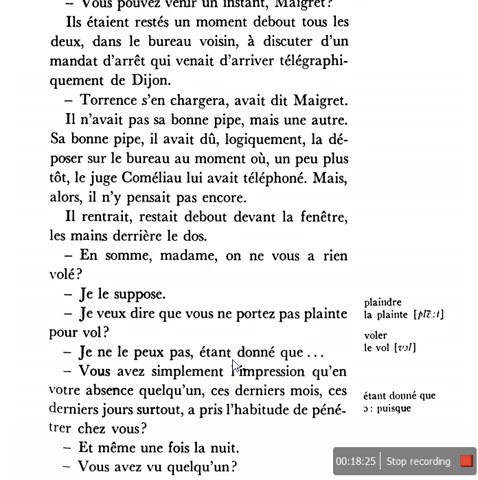 – Vous pouvez venir un instant, Maigret?
Ils étaient restés un moment debout tous les
deux, dans le bureau voisin, à discuter d'un
mandat d'arrêt qui venait d'arriver télégraphi-
quement de Dijon.
– Torrence s'en chargera, avait dit Maigret.
Il n'avait pas sa bonne pipe, mais une autre.
Sa bonne pipe, il avait dû, logiquement, la dé-
poser sur le bureau au moment où, un peu plus
tôt, le juge Coméliau lui avait téléphoné. Mais,
alors, il n'y pensait pas encore.
Il rentrait, restait debout devant la fenêtre,
les mains derrière le dos.
– En somme, madame, on ne vous a rien
volé?
– Je le suppose.
– Je veux dire que vous ne portez pas plainte
pour vol?
– Je ne le peux pas, étant donné que ...
– Vous avez simplement l'impression qu'en
votre absence quelqu'un, ces derniers mois, ces
derniers jours surtout, a pris l'habitude de péné-
trer chez vous?
– Et même une fois la nuit.
– Vous avez vu quelqu'un?
plaindre
la plainte [plɛ̃:t]
voler
le vol [vɔl]
étant donné que
ɔ: puisque
00:18:25 Stop recording